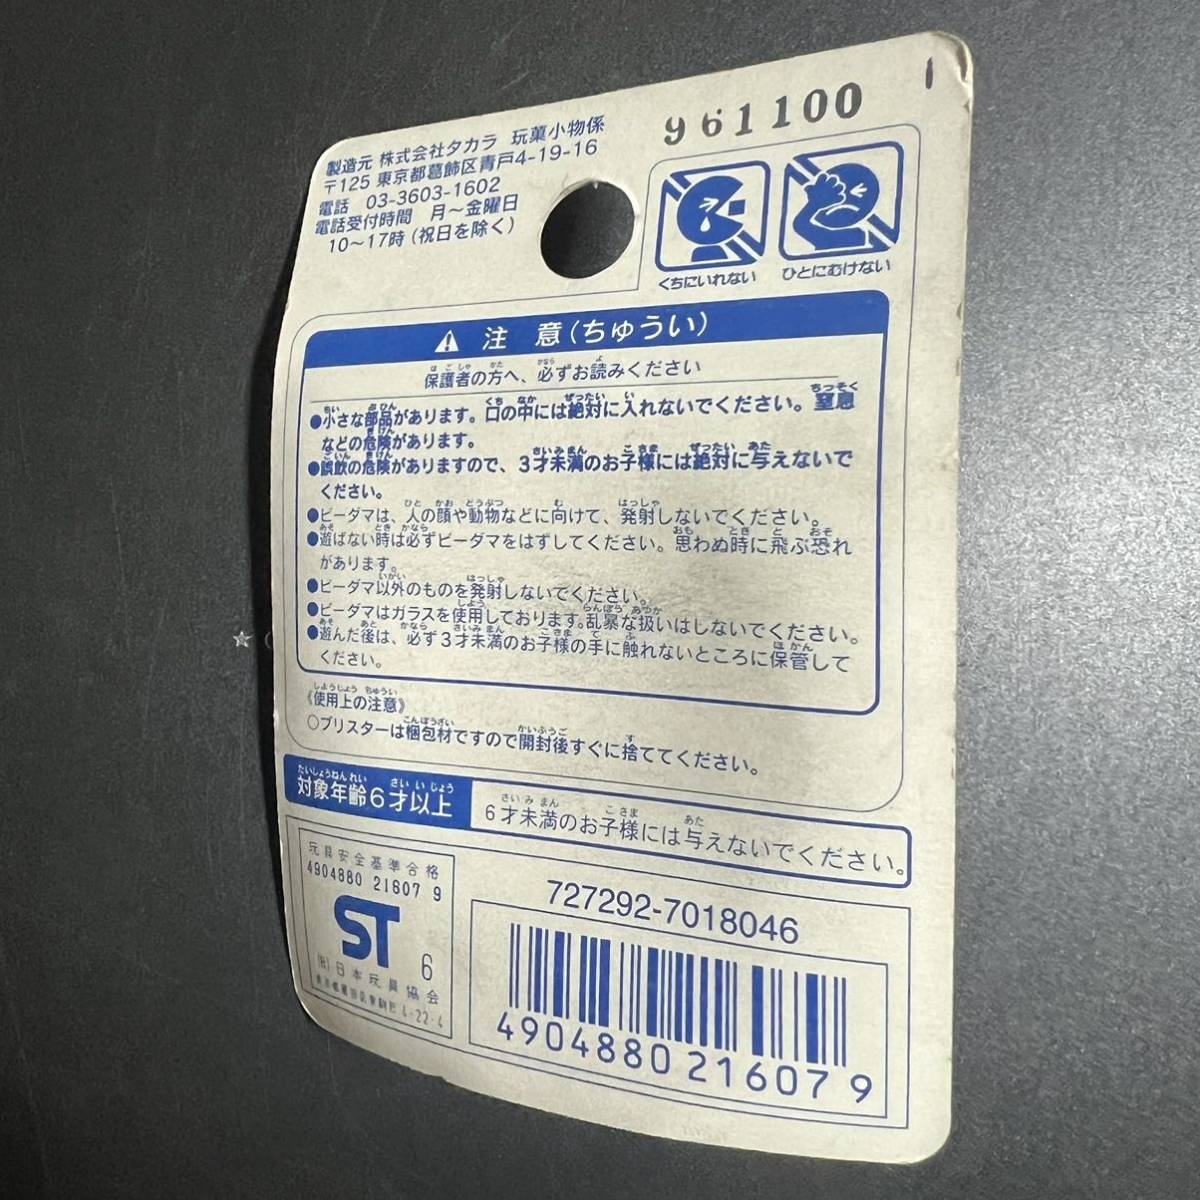 961100
製造元 株式会社タカラ 玩菓小物係
〒125 東京都葛飾区青戸4-19-16
電話 03-3603-1602
電話受付時間 月～金曜日
10～17時（祝日を除く）
くちにいれない
ひとにむけない
注意（ちゅうい）
保護者の方へ、必ずお読みください
●小さな部品があります。口の中には絶対に入れないでください。窒息
などの危険があります。
●誤飲の危険がありますので、3才未満のお子様には絶対に与えないで
ください。
●ビーダマは、人の顔や動物などに向けて、発射しないでください。
●遊ばない時は必ずビーダマをはずしてください。思わぬ時に飛ぶ恐れ
があります。
●ビーダマ以外のものを発射しないでください。
●ビーダマはガラスを使用しております。乱暴な扱いはしないでください。
●遊んだ後は、必ず3才未満のお子様の手に触れないところに保管して
ください。
《使用上の注意》
○ブリスターは梱包材ですので開封後すぐに捨ててください。
対象年齢6才以上
6才未満のお子様には与えないでください。
玩具安全基準合格
4904880 21607 9
ST
6
(社)日本玩具協会
4-22-4
727292-7018046
4904880 21607 9